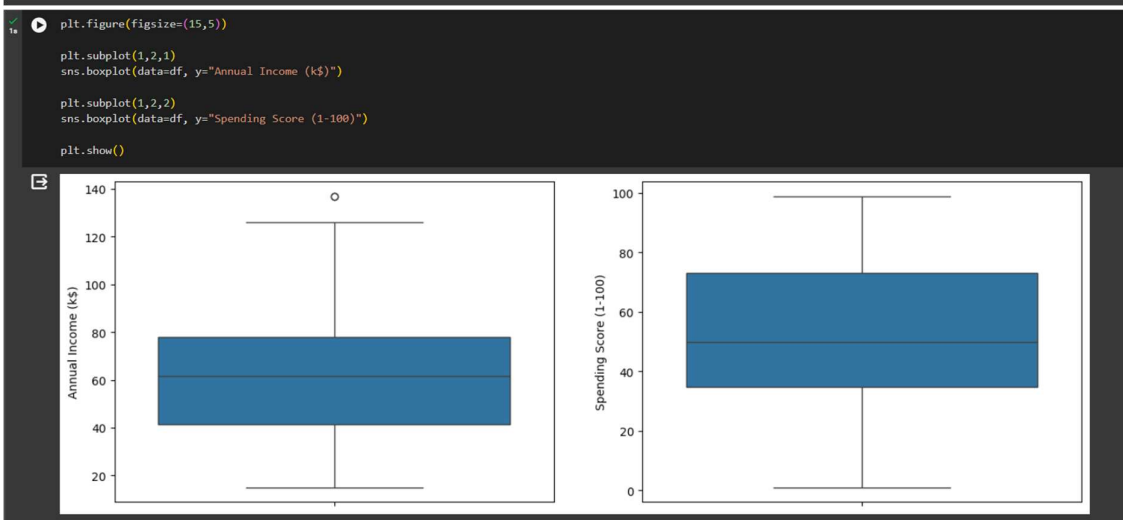 1s
plt.figure(figsize=(15,5))
plt.subplot(1,2,1)
sns.boxplot(data=df, y="Annual Income (k$)")
plt.subplot(1,2,2)
sns.boxplot(data=df, y="Spending Score (1-100)")
plt.show()
140
120
100
80
60
40
20
Annual Income (k$)
100
80
60
40
20
0
Spending Score (1-100)